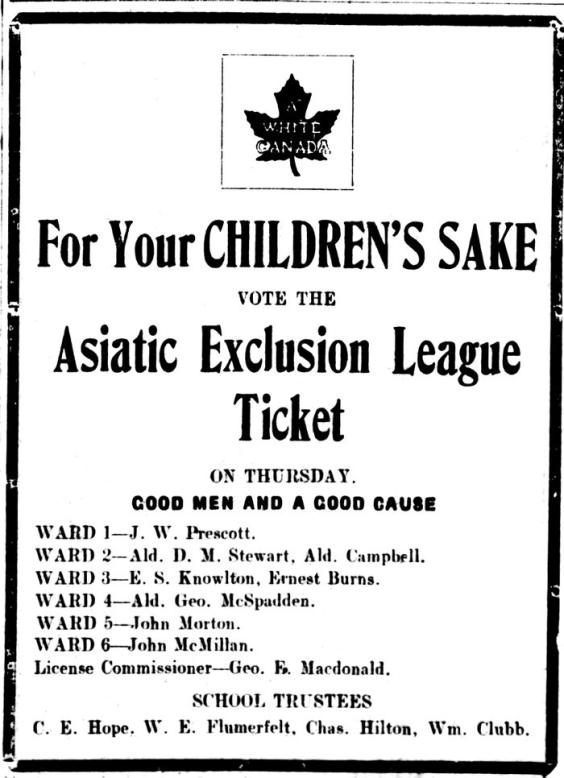 A
WHITE
CANADA
For Your CHILDREN'S SAKE
VOTE THE
Asiatic Exclusion League
Ticket
ON THURSDAY.
GOOD MEN AND A GOOD CAUSE
WARD 1—J. W. Prescott.
WARD 2—Ald. D. M. Stewart, Ald. Campbell.
WARD 3—E. S. Knowlton, Ernest Burns.
WARD 4—Ald. Geo. McSpadden.
WARD 5—John Morton.
WARD 6—John McMillan.
License Commissioner—Geo. E. Macdonald.
SCHOOL TRUSTEES
C. E. Hope, W. E. Flumerfelt, Chas. Hilton, Wm. Clubb.